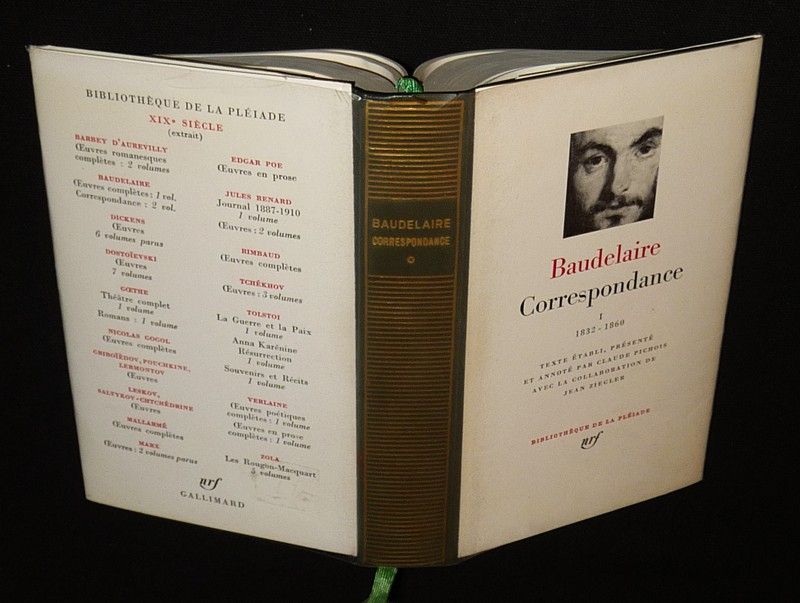 BIBLIOTHÈQUE DE LA PLÉIADE
XIXe SIÈCLE
(extrait)
BARBEY D'AUREVILLY
Œuvres romanesques
complètes : 2 volumes
BAUDELAIRE
Œuvres complètes : 1 vol.
Correspondance : 2 vol.
DICKENS
Œuvres
6 volumes parus
DOSTOÏEVSKI
Œuvres
7 volumes
GŒTHE
Théâtre complet
1 volume
Romans : 1 volume
NICOLAS GOGOL
Œuvres complètes
GRIBOÏÉDOV, POUCHKINE,
LERMONTOV
Œuvres
LESKOV,
SALTYKOV-CHTCHÉDRINE
Œuvres
MALLARMÉ
Œuvres complètes
MARX
Œuvres : 2 volumes parus
EDGAR POE
Œuvres en prose
JULES RENARD
Journal 1887-1910
1 volume
Œuvres : 2 volumes
RIMBAUD
Œuvres complètes
TCHÉKHOV
Œuvres : 3 volumes
TOLSTOI
La Guerre et la Paix
1 volume
Anna Karénine
Résurrection
1 volume
Souvenirs et Récits
1 volume
VERLAINE
Œuvres poétiques
complètes : 1 volume
Œuvres en prose
complètes : 1 volume
ZOLA
Les Rougon-Macquart
5 volumes
nrf
GALLIMARD
BAUDELAIRE
CORRESPONDANCE
Baudelaire
Correspondance
I
1832-1860
TEXTE ÉTABLI, PRÉSENTÉ
ET ANNOTÉ PAR CLAUDE PICHOIS
AVEC LA COLLABORATION DE
JEAN ZIEGLER
BIBLIOTHÈQUE DE LA PLÉIADE
nrf